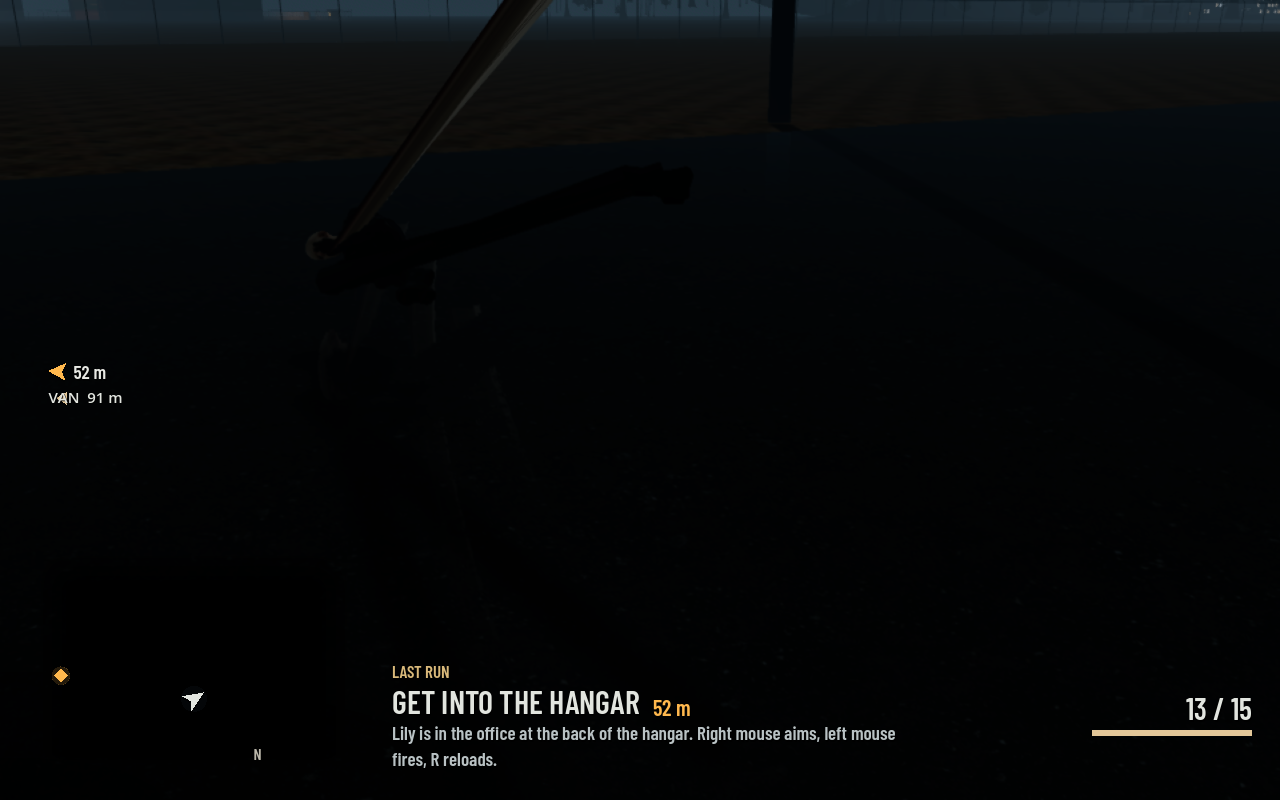 52 m
VAN 91 m
LAST RUN
GET INTO THE HANGAR 52 m
Lily is in the office at the back of the hangar. Right mouse aims, left mouse
fires, R reloads.
13 / 15
N